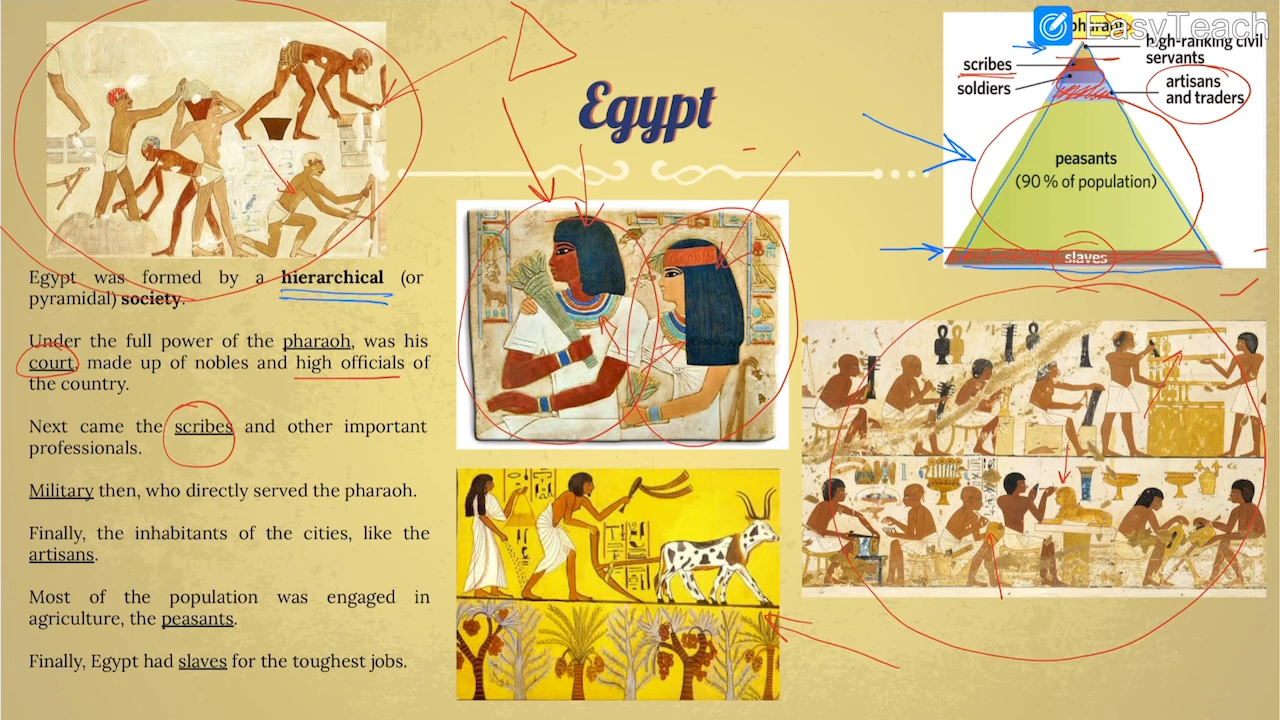 Egypt
Egypt was formed by a hierarchical (or
pyramidal) society.
Under the full power of the pharaoh, was his
court, made up of nobles and high officials of
the country.
Next came the scribes and other important
professionals.
Military then, who directly served the pharaoh.
Finally, the inhabitants of the cities, like the
artisans.
Most of the population was engaged in
agriculture, the peasants.
Finally, Egypt had slaves for the toughest jobs.
EasyTeach
pharaoh
high-ranking civil
servants
scribes
soldiers
artisans
and traders
peasants
(90 % of population)
slaves